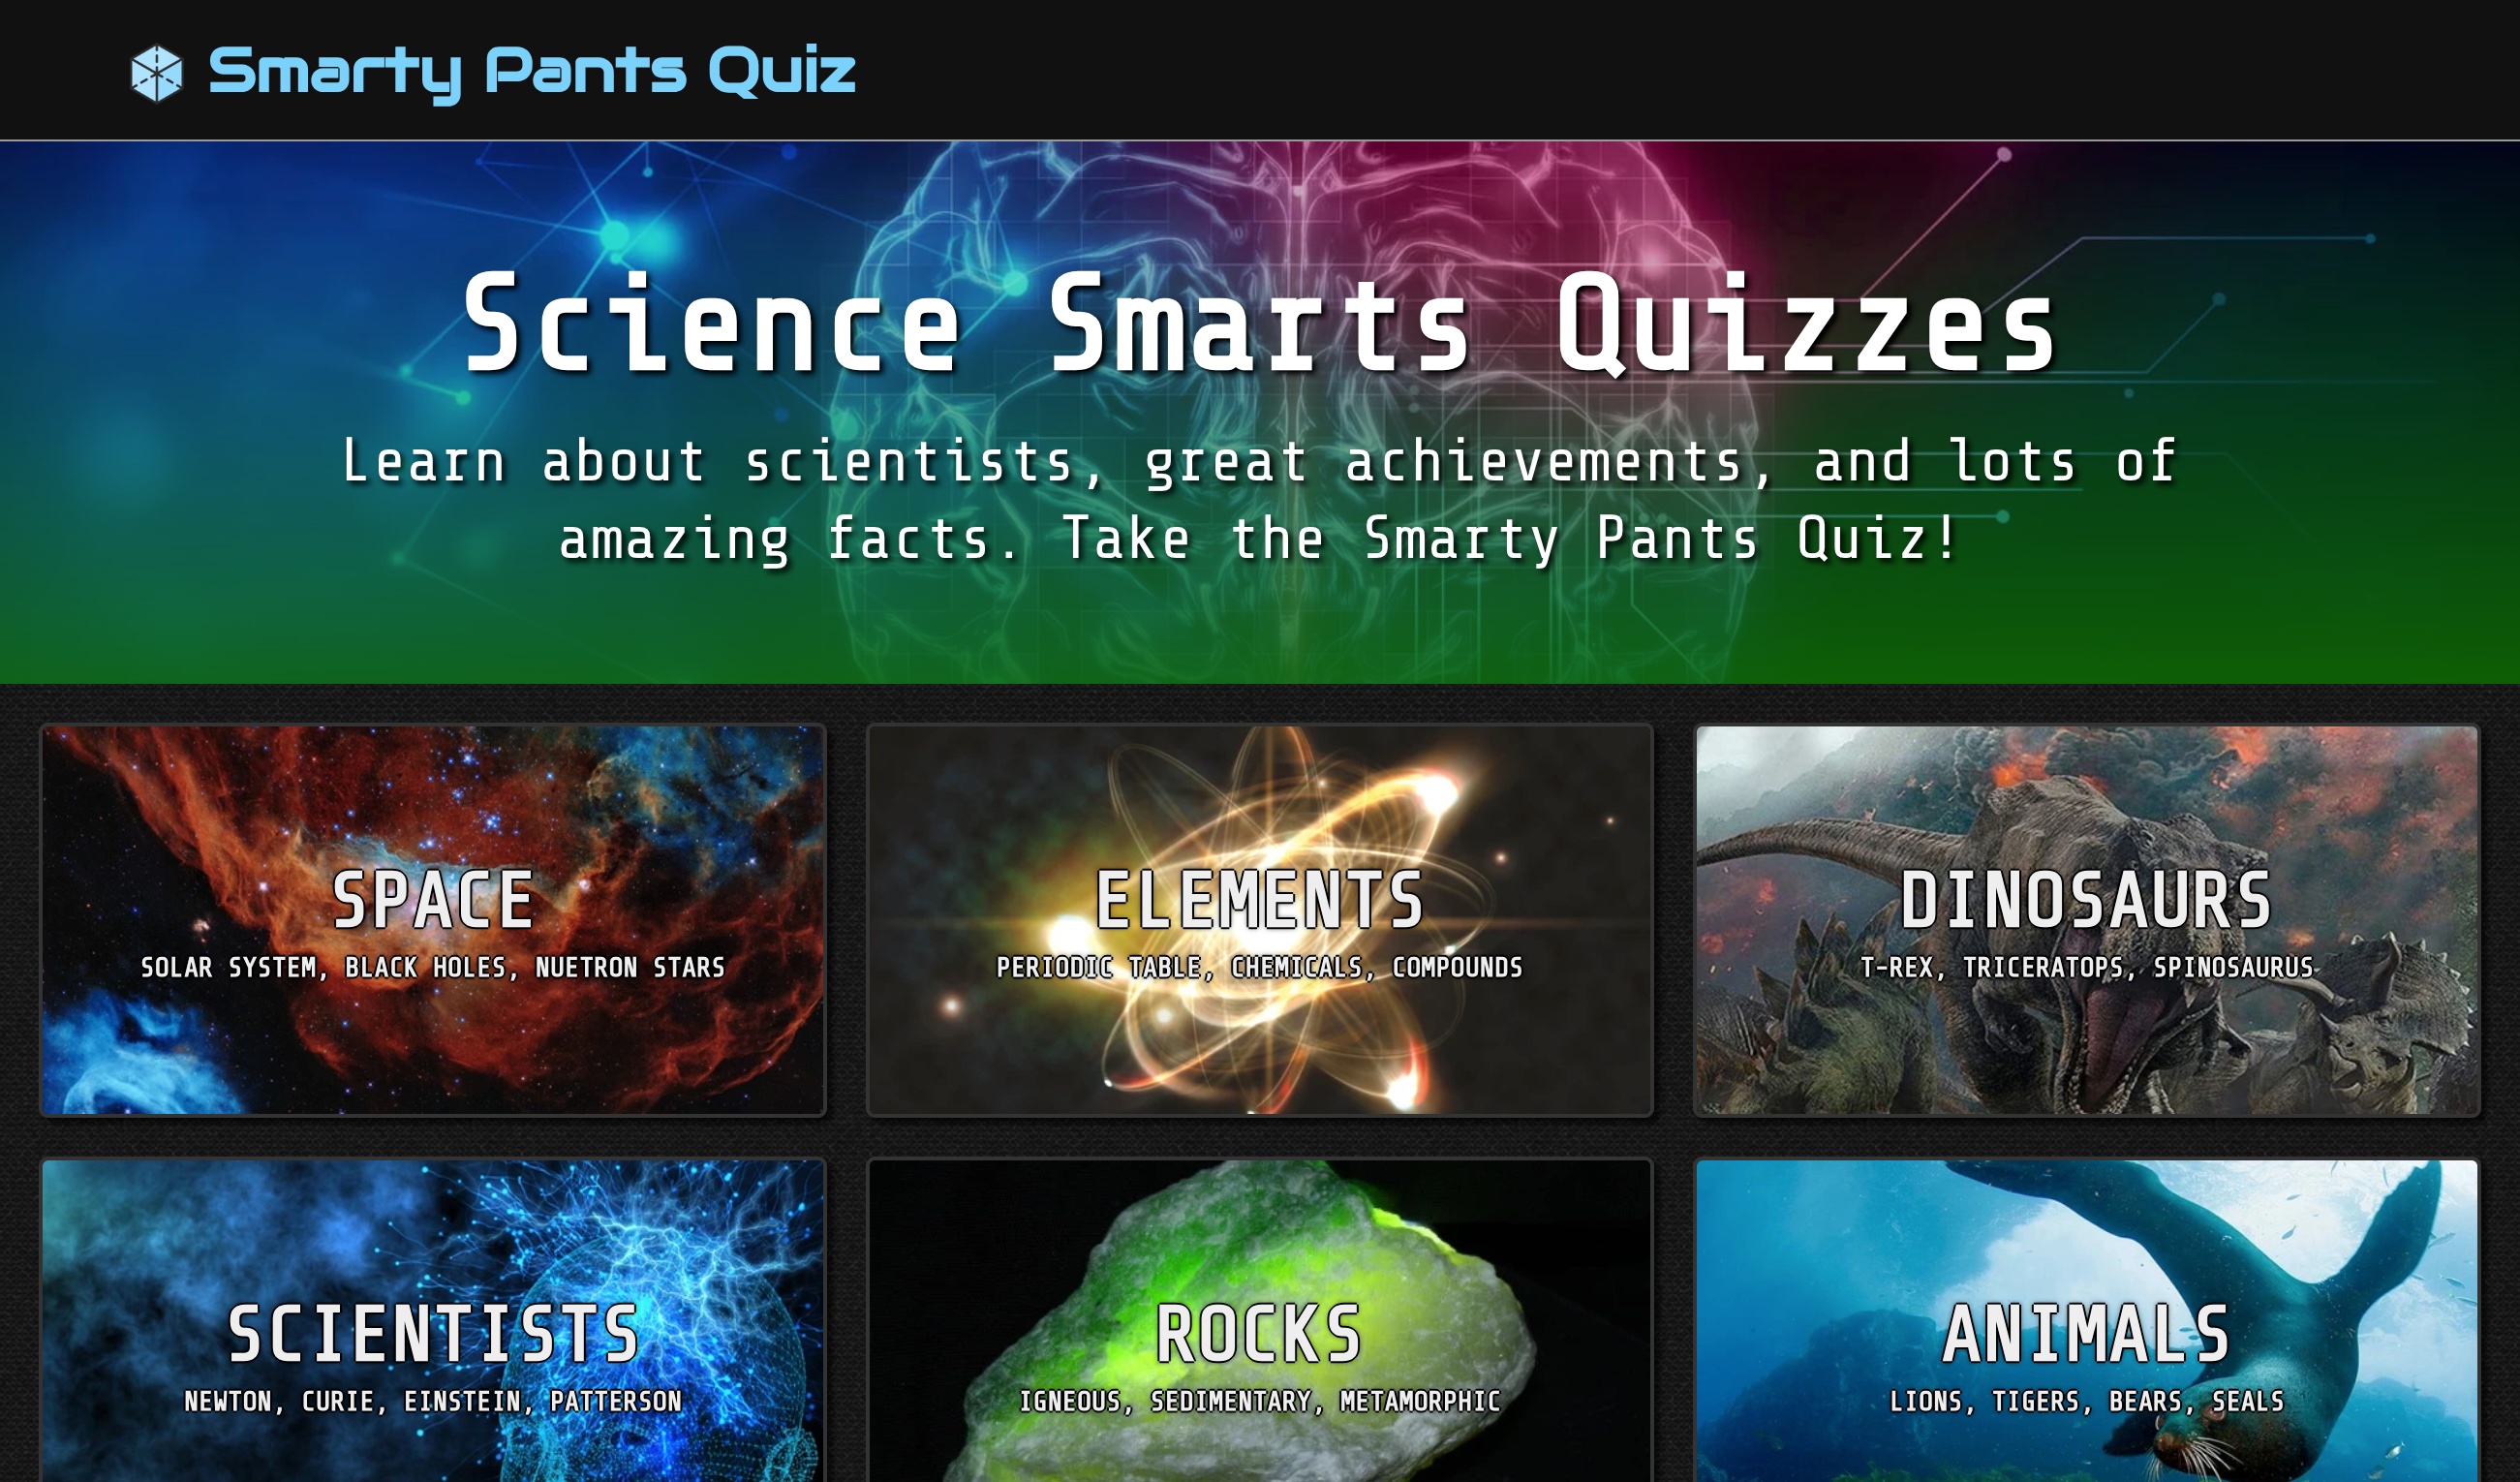 Smarty Pants Quiz
Science Smarts Quizzes
Learn about scientists, great achievements, and lots of
amazing facts. Take the Smarty Pants Quiz!
SPACE
SOLAR SYSTEM, BLACK HOLES, NUETRON STARS
ELEMENTS
PERIODIC TABLE, CHEMICALS, COMPOUNDS
DINOSAURS
T-REX, TRICERATOPS, SPINOSAURUS
SCIENTISTS
NEWTON, CURIE, EINSTEIN, PATTERSON
ROCKS
IGNEOUS, SEDIMENTARY, METAMORPHIC
ANIMALS
LIONS, TIGERS, BEARS, SEALS